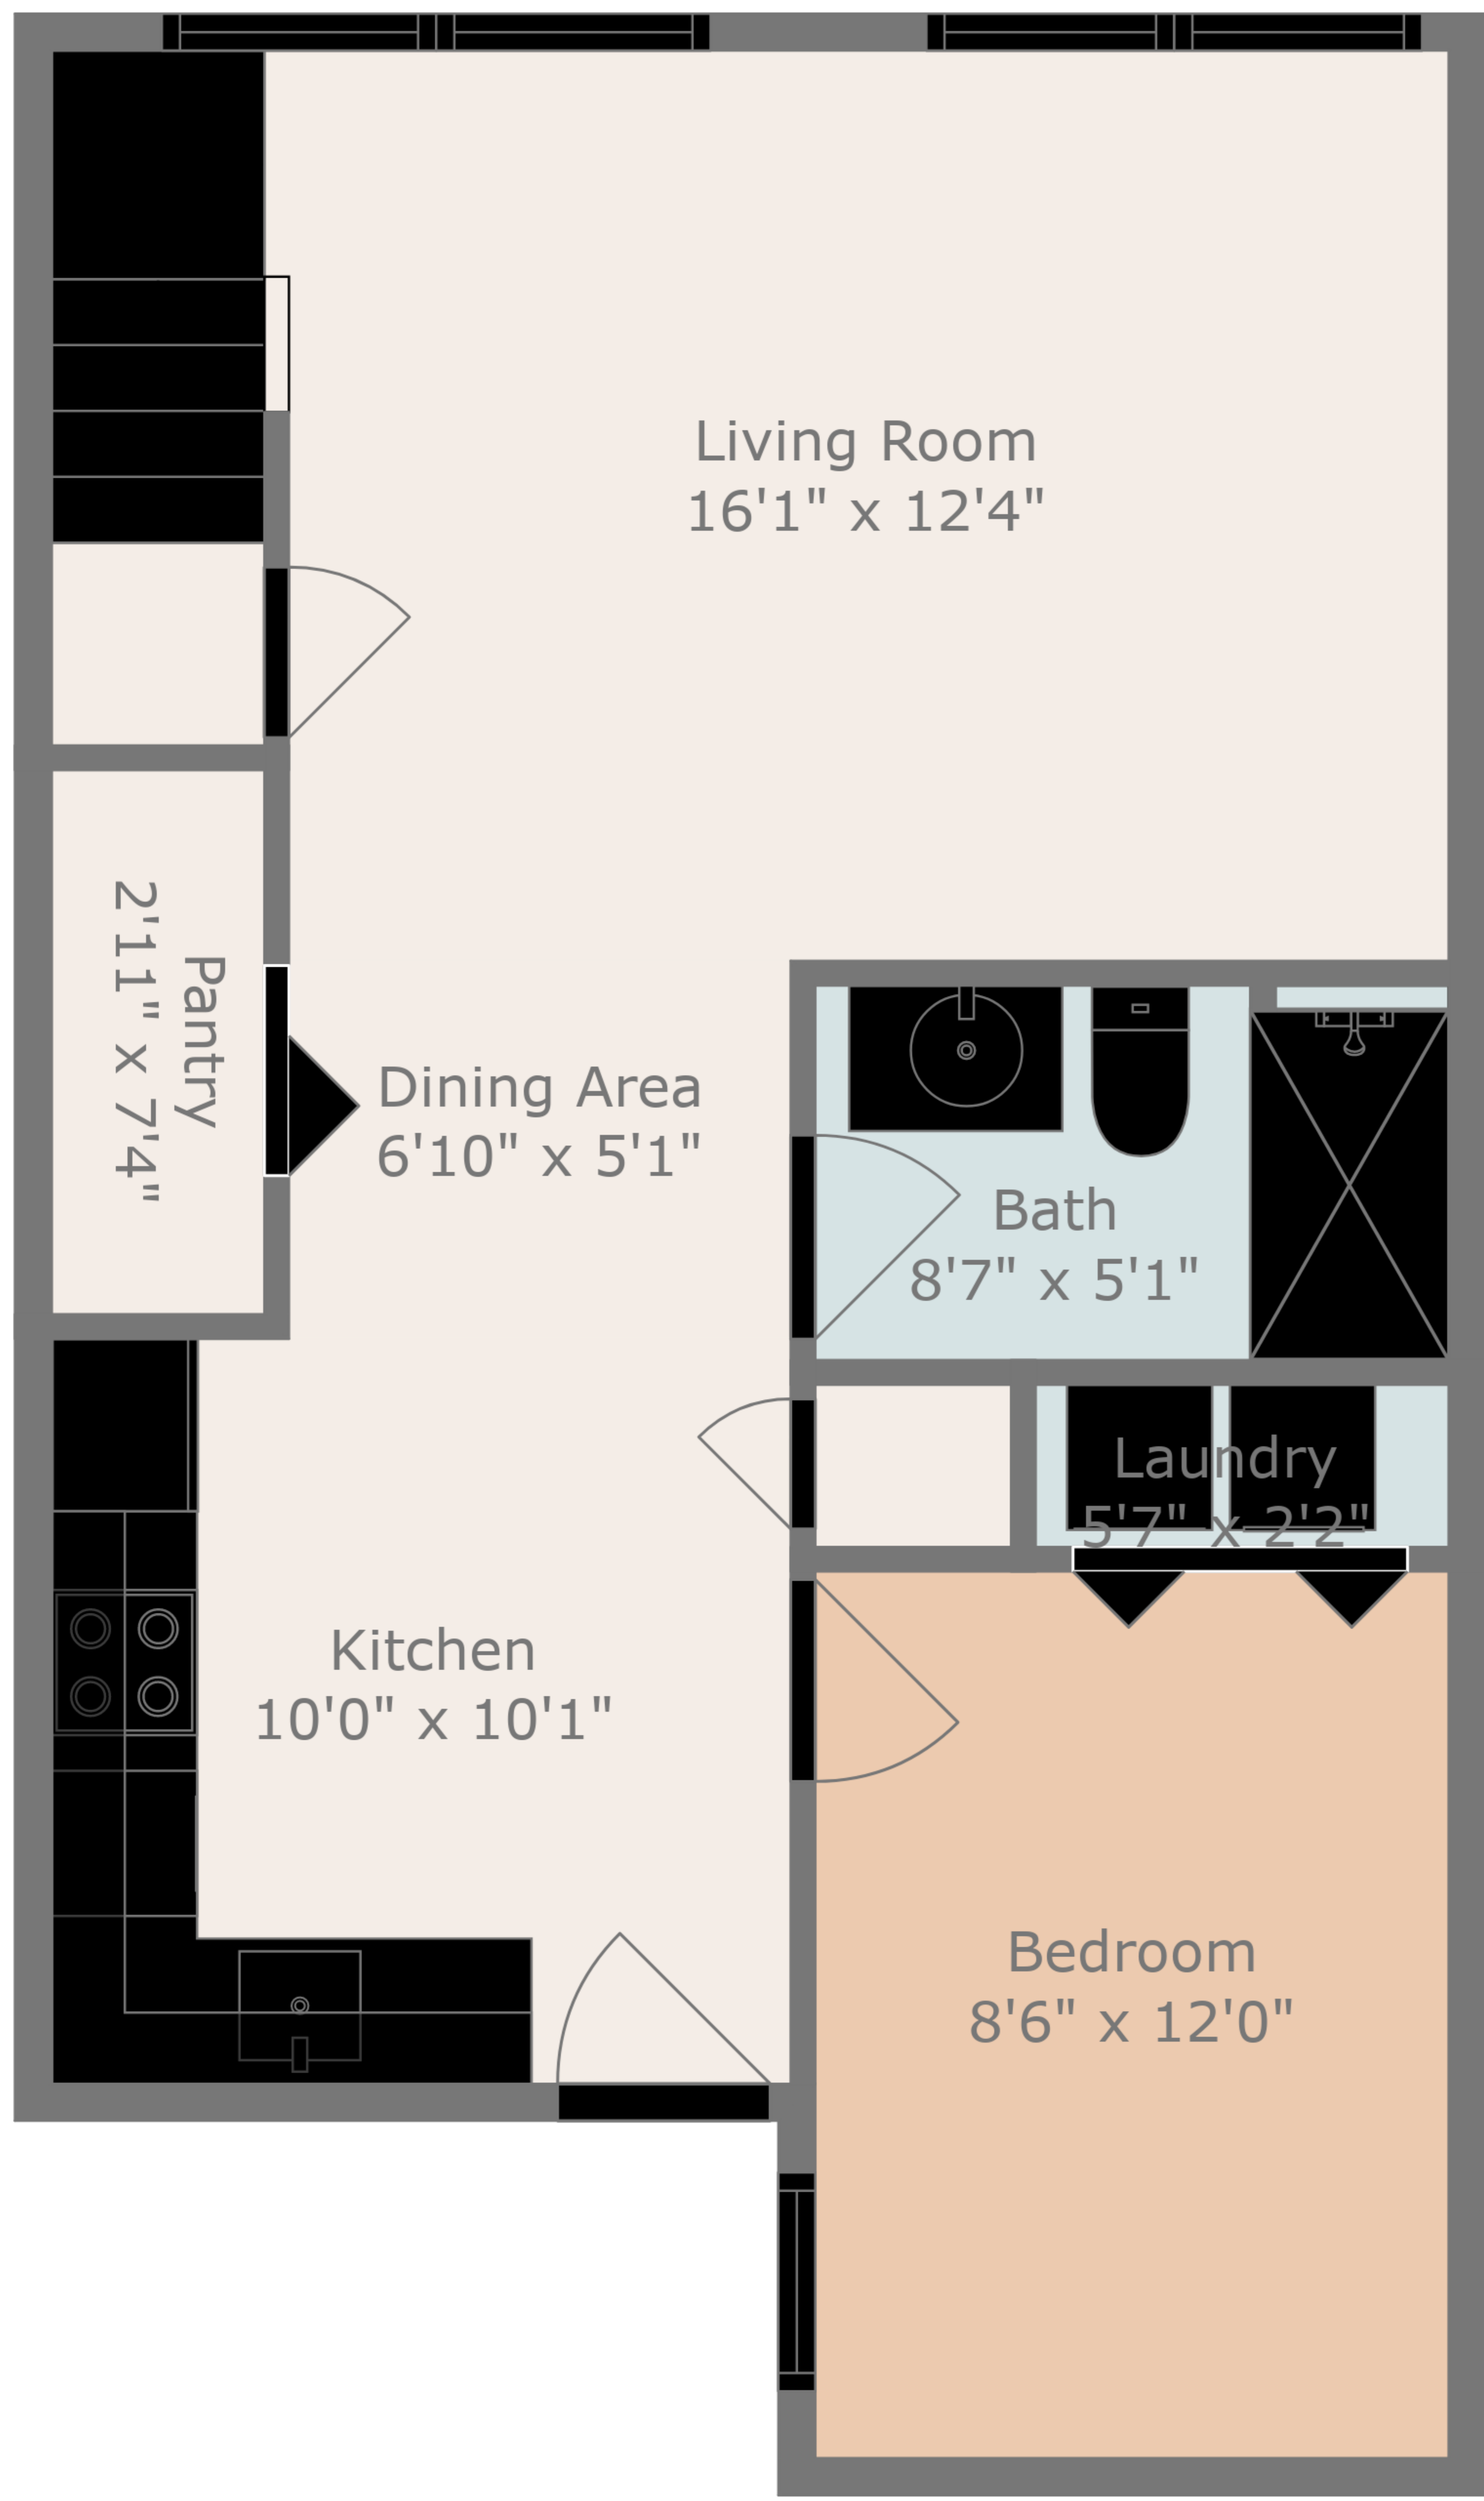 Living Room
16'1" x 12'4"
Pantry
2'11" x 7'4"
Dining Area
6'10" x 5'1"
Bath
8'7" x 5'1"
Laundry
5'7" x 2'2"
Kitchen
10'0" x 10'1"
Bedroom
8'6" x 12'0"